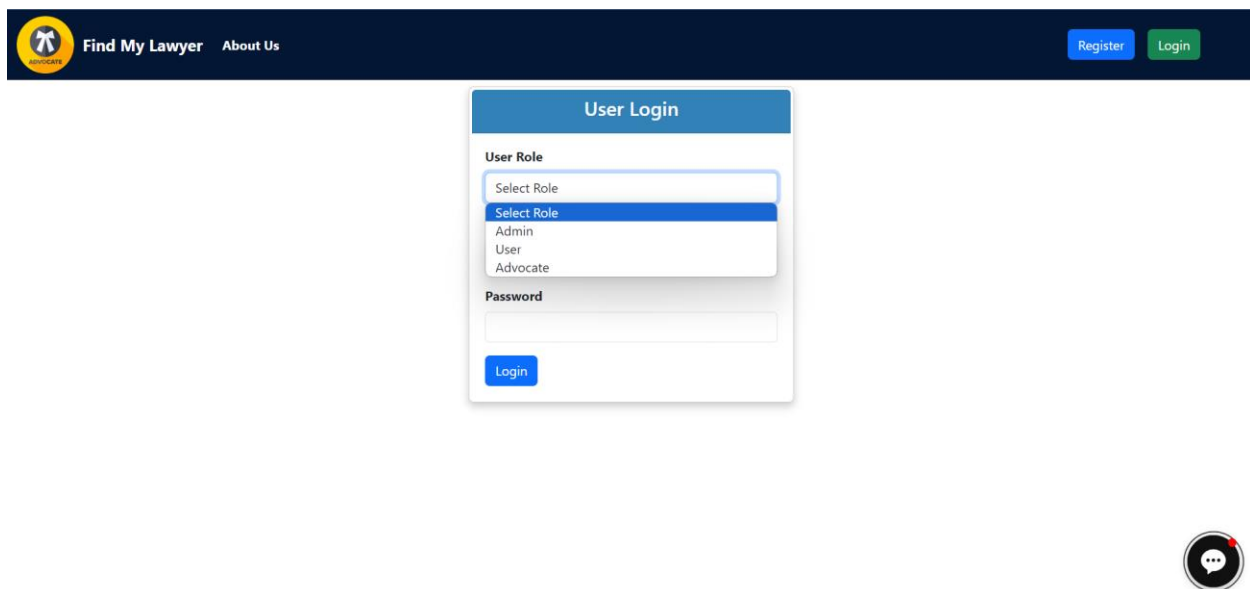 ADVOCATE
Find My Lawyer About Us
Register Login
User Login
User Role
Select Role
Select Role
Admin
User
Advocate
Password
Login